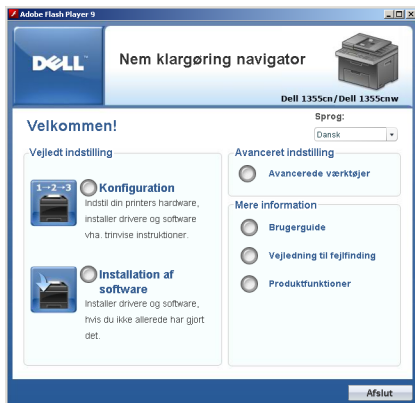 Adobe Flash Player 9
DELL
Nem klargøring navigator
Dell 1355cn/Dell 1355cnw
Velkommen!
Sprog:
Dansk
Vejledt indstilling
1→2→3
Konfiguration
Indstil din printers hardware,
installer drivere og software
vha. trinvise instruktioner.
Installation af
software
Installer drivere og software,
hvis du ikke allerede har gjort
det.
Avanceret indstilling
Avancerede værktøjer
Mere information
Brugerguide
Vejledning til fejlfinding
Produktfunktioner
Afslut